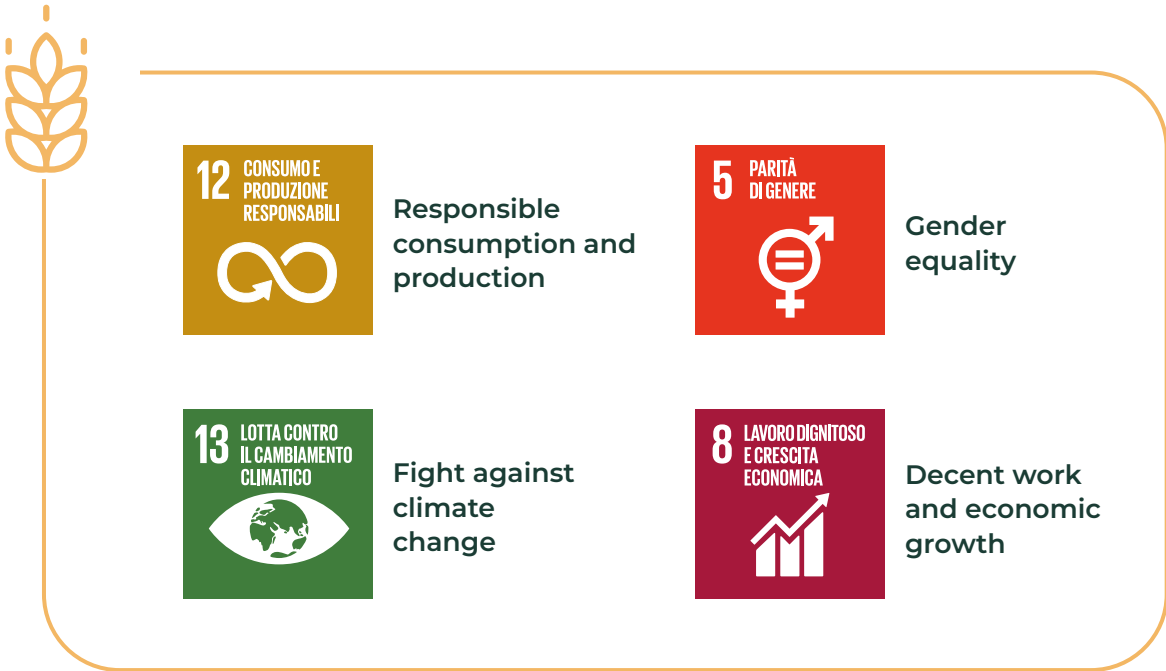 12 CONSUMO E
PRODUZIONE
RESPONSABILI
Responsible
consumption and
production
5 PARITÀ
DI GENERE
Gender
equality
13 LOTTA CONTRO
IL CAMBIAMENTO
CLIMATICO
Fight against
climate
change
8 LAVORO DIGNITOSO
E CRESCITA
ECONOMICA
Decent work
and economic
growth